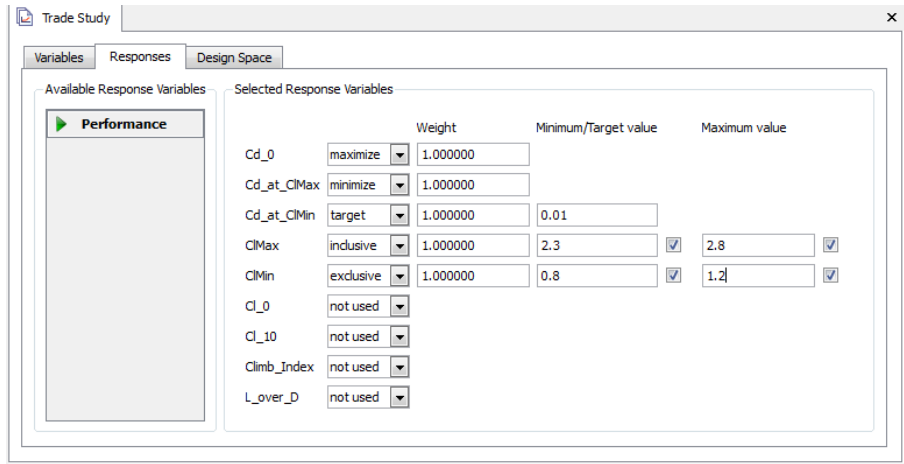 Trade Study
Variables Responses Design Space
Available Response Variables Selected Response Variables
Performance
Weight Minimum/Target value Maximum value
Cd_0 maximize 1.000000
Cd_at_ClMax minimize 1.000000
Cd_at_ClMin target 1.000000 0.01
ClMax inclusive 1.000000 2.3 2.8
ClMin exclusive 1.000000 0.8 1.2
Cl_0 not used
Cl_10 not used
Climb_Index not used
L_over_D not used